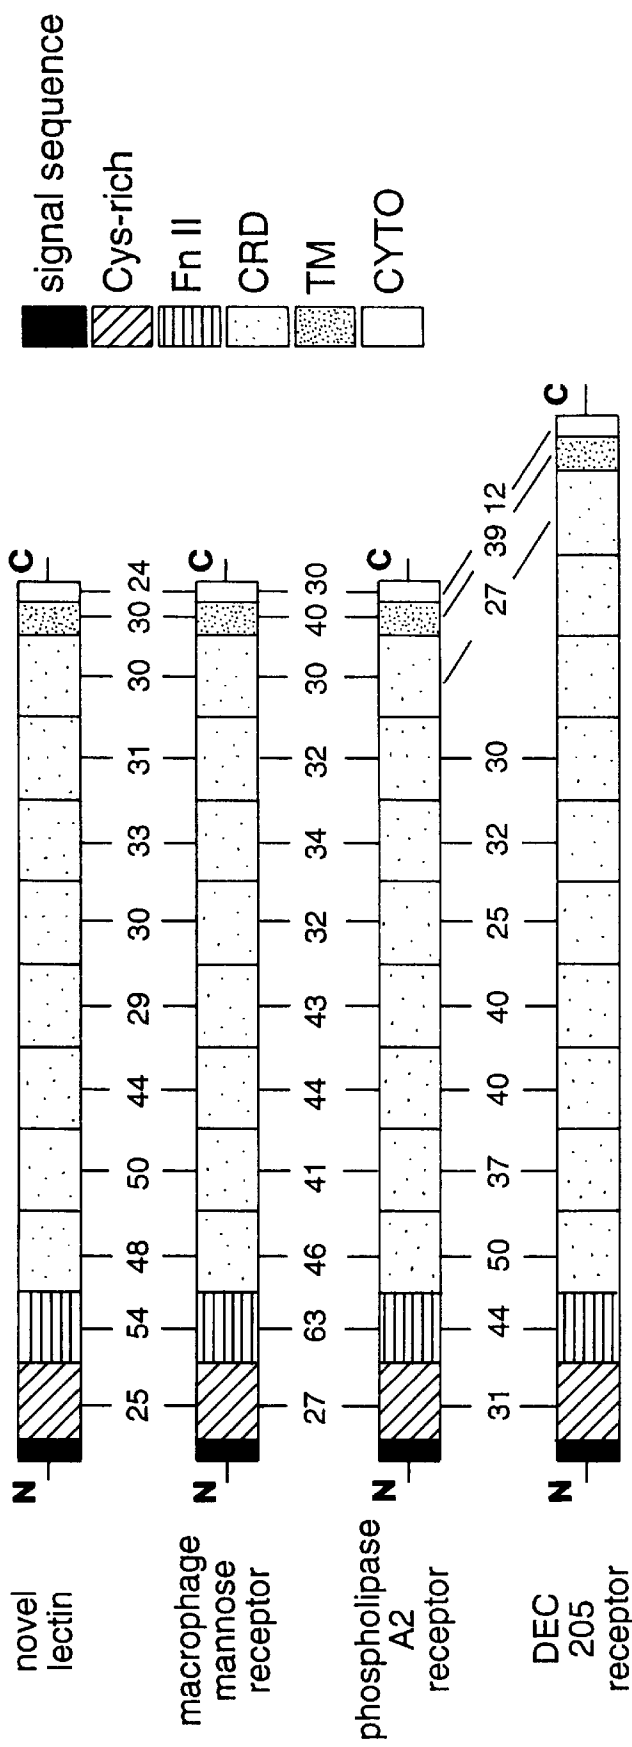 novel
lectin
N
C
25 54 48 50 44 29 30 33 31 30 30 24
macrophage
mannose
receptor
N
C
27 63 46 41 44 43 32 34 32 30 40 30
phospholipase
A2
receptor
N
C
31 44 50 37 40 40 25 32 30 27 39 12
DEC
205
receptor
N
C
signal sequence
Cys-rich
Fn II
CRD
TM
CYTO